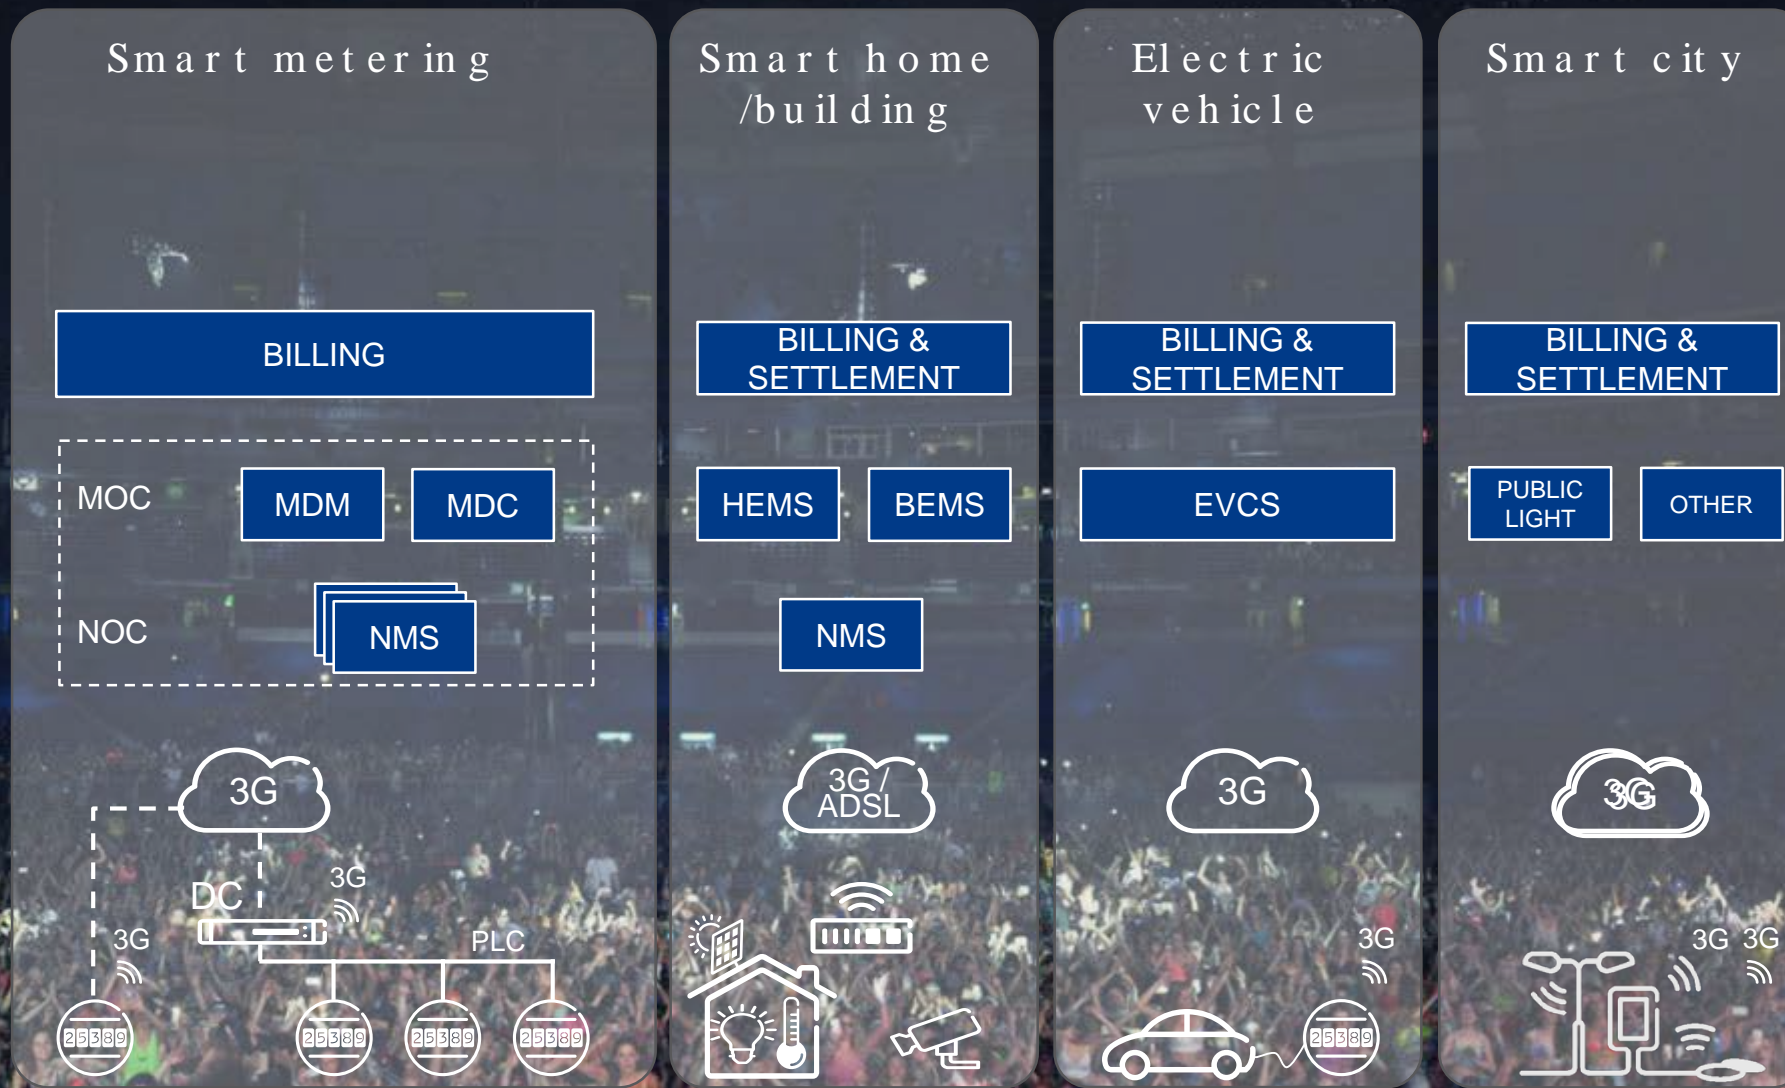 Smart metering
BILLING
MOC
MDM
MDC
NOC
NMS
3G
DC
3G
3G
PLC
25389
25389
25389
25389
Smart home
/building
BILLING &
SETTLEMENT
HEMS
BEMS
NMS
3G /
ADSL
Electric
vehicle
BILLING &
SETTLEMENT
EVCS
3G
3G
25389
Smart city
BILLING &
SETTLEMENT
PUBLIC
LIGHT
OTHER
3G
3G
3G
3G